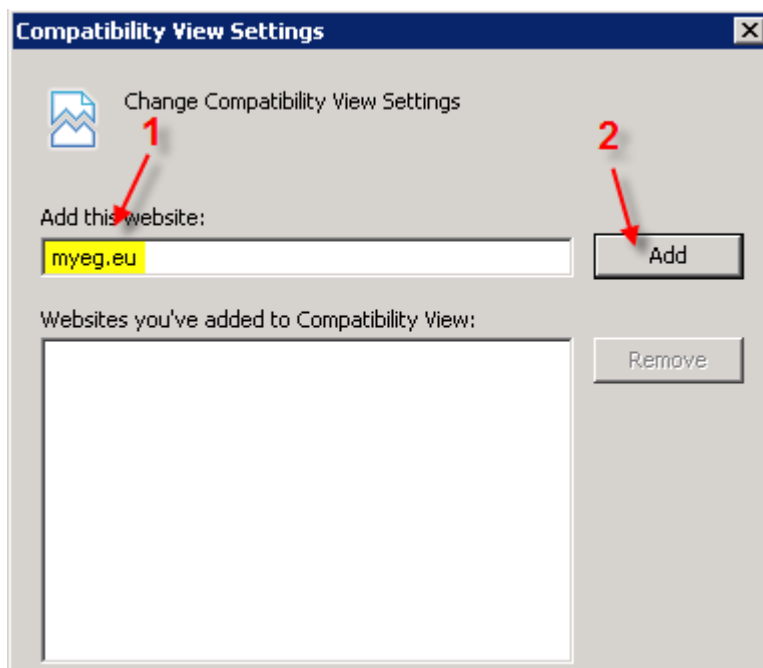 Compatibility View Settings
Change Compatibility View Settings
1
2
Add this website:
myeg.eu
Add
Websites you've added to Compatibility View:
Remove